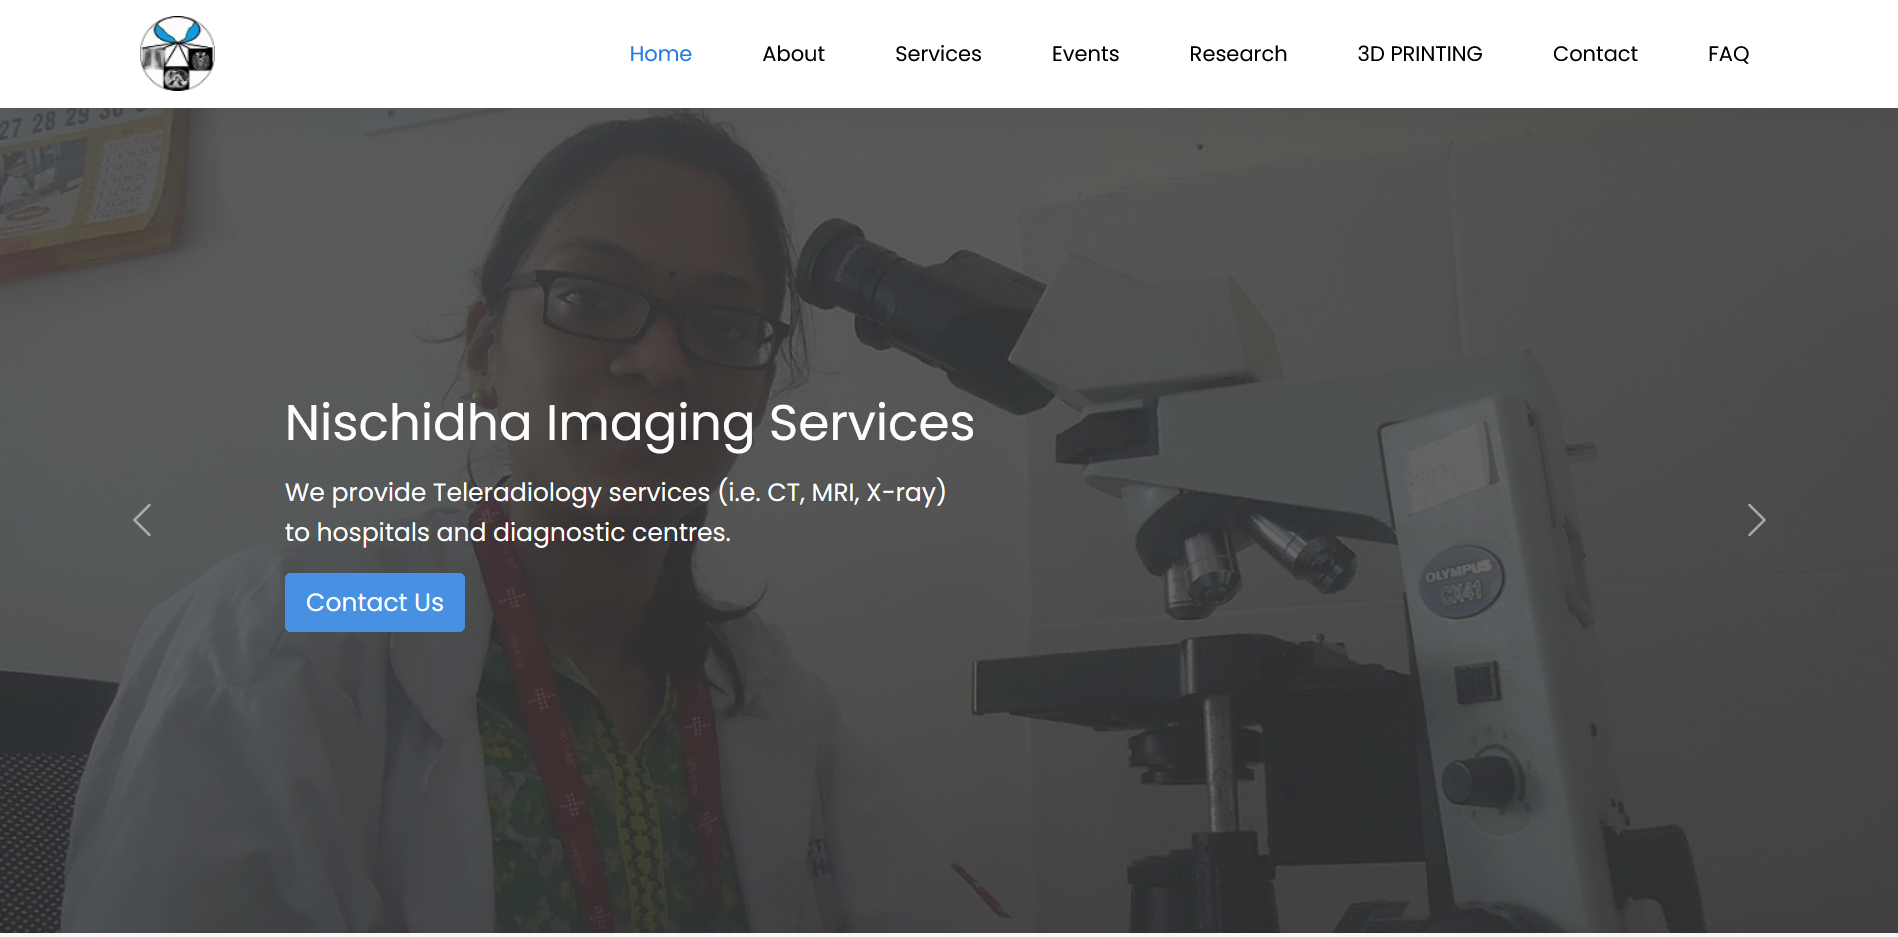 Home
About
Services
Events
Research
3D PRINTING
Contact
FAQ
27 28 29 30
Nischidha Imaging Services
We provide Teleradiology services (i.e. CT, MRI, X-ray)
to hospitals and diagnostic centres.
Contact Us
OLYMPUS
CX41